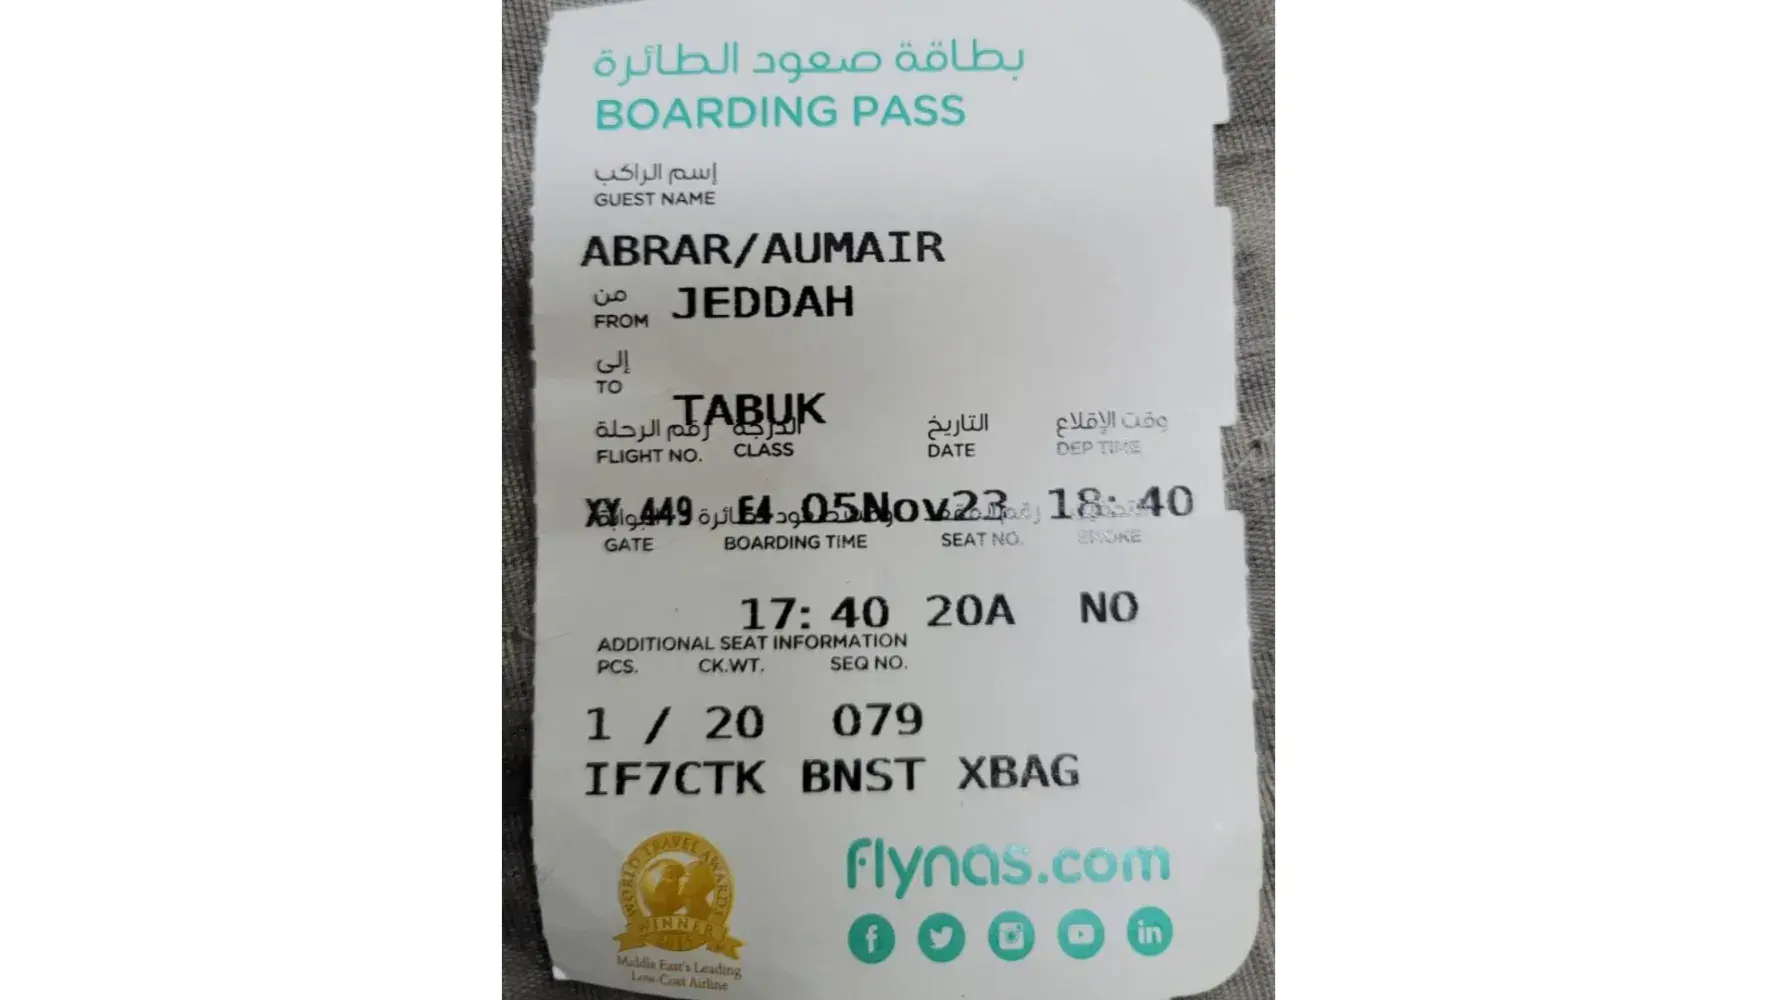 بطاقة صعود الطائرة
BOARDING PASS
إسم الراكب
GUEST NAME
ABRAR/AUMAIR
من
FROM JEDDAH
إلى
TO
TABUK
رقم الرحلة الدرجة التاريخ وقت الإقلاع
FLIGHT NO. CLASS DATE DEP TIME
XY 449 E4 05Nov23 18:40
GATE BOARDING TIME SEAT NO. SMOKE
17:40 20A NO
ADDITIONAL SEAT INFORMATION
PCS. CK.WT. SEQ NO.
1 / 20 079
IF7CTK BNST XBAG
flynas.com
WORLD TRAVEL AWARDS
WINNER
2015
Middle East's Leading
Low-Cost Airline